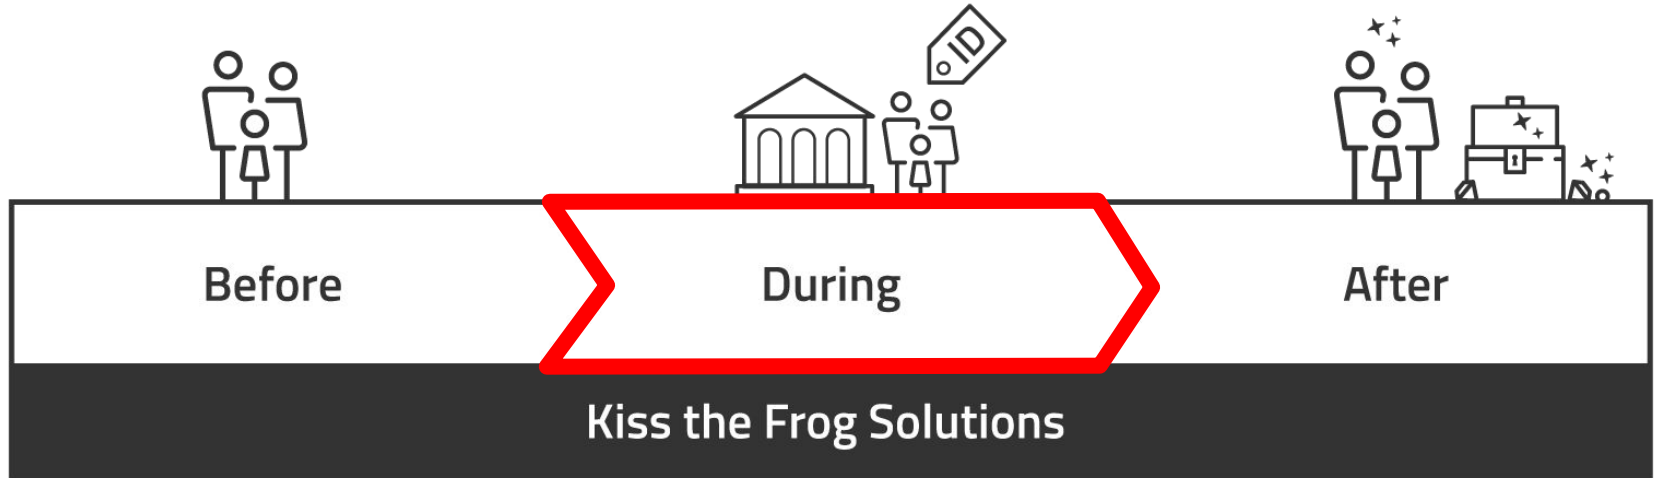 ID
Before
During
After
Kiss the Frog Solutions